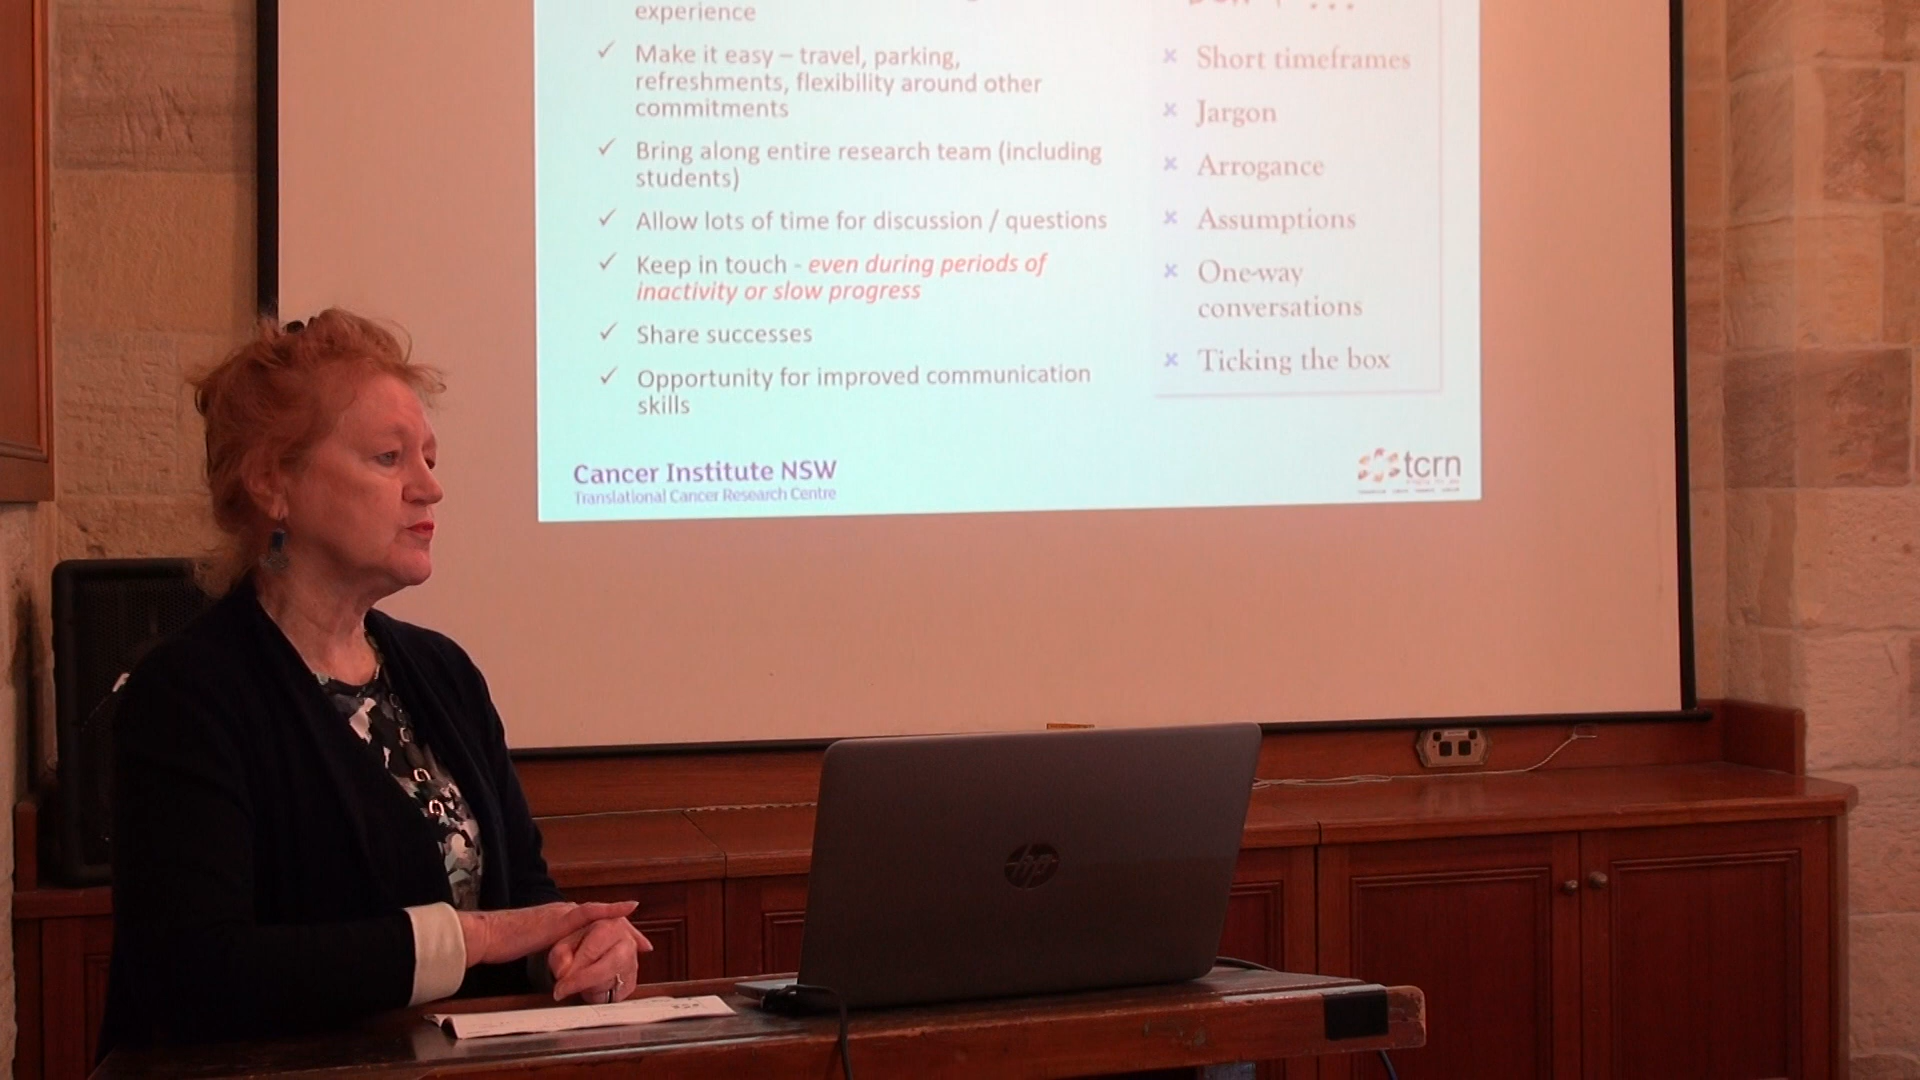 experience
Make it easy – travel, parking,
refreshments, flexibility around other
commitments
Bring along entire research team (including
students)
Allow lots of time for discussion / questions
Keep in touch - even during periods of
inactivity or slow progress
Share successes
Opportunity for improved communication
skills
Short timeframes
Jargon
Arrogance
Assumptions
One-way
conversations
Ticking the box
Cancer Institute NSW
Translational Cancer Research Centre
tcrn
hp